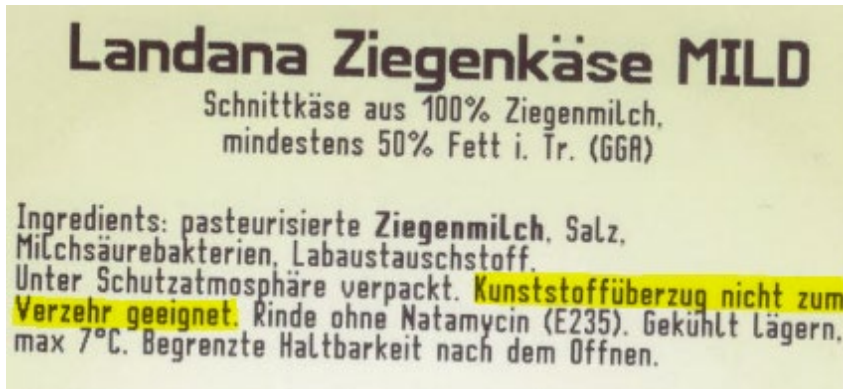 Landana Ziegenkäse MILD
Schnittkäse aus 100% Ziegenmilch,
mindestens 50% Fett i. Tr. (GGA)
Ingredients: pasteurisierte Ziegenmilch, Salz,
Milchsäurebakterien, Labaustauschstoff.
Unter Schutzatmosphäre verpackt. Kunststoffüberzug nicht zum
Verzehr geeignet. Rinde ohne Natamycin (E235). Gekühlt lagern,
max 7°C. Begrenzte Haltbarkeit nach dem Öffnen.